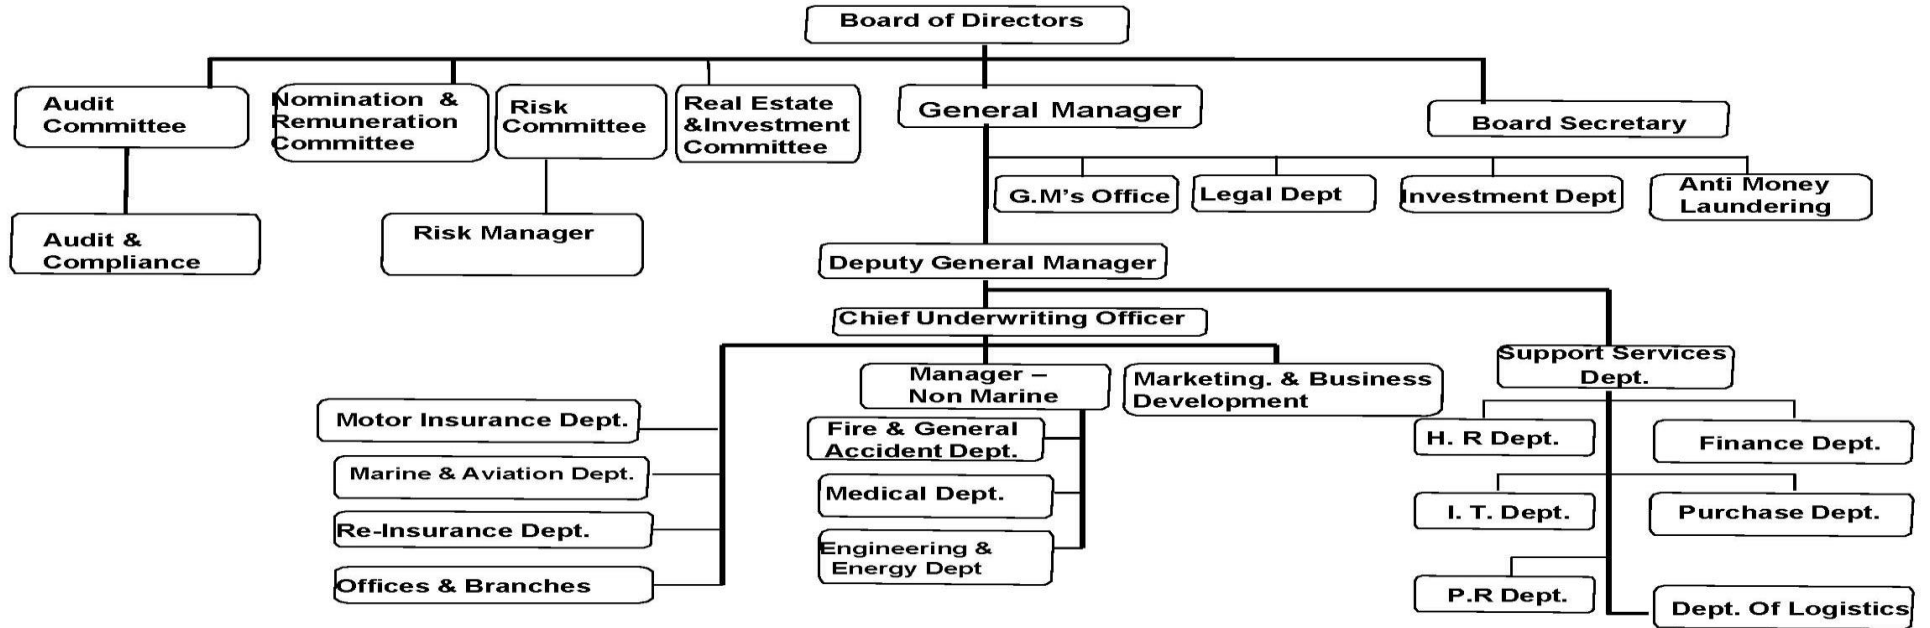 Board of Directors
Audit
Committee
Nomination &
Remuneration
Committee
Risk
Committee
Real Estate
&Investment
Committee
General Manager
Board Secretary
G.M's Office
Legal Dept
Investment Dept
Anti Money
Laundering
Audit &
Compliance
Risk Manager
Deputy General Manager
Chief Underwriting Officer
Support Services
Dept.
Manager –
Non Marine
Marketing. & Business
Development
Motor Insurance Dept.
Marine & Aviation Dept.
Re-Insurance Dept.
Offices & Branches
Fire & General
Accident Dept.
Medical Dept.
Engineering &
Energy Dept
H. R Dept.
Finance Dept.
I. T. Dept.
Purchase Dept.
P.R Dept.
Dept. Of Logistics